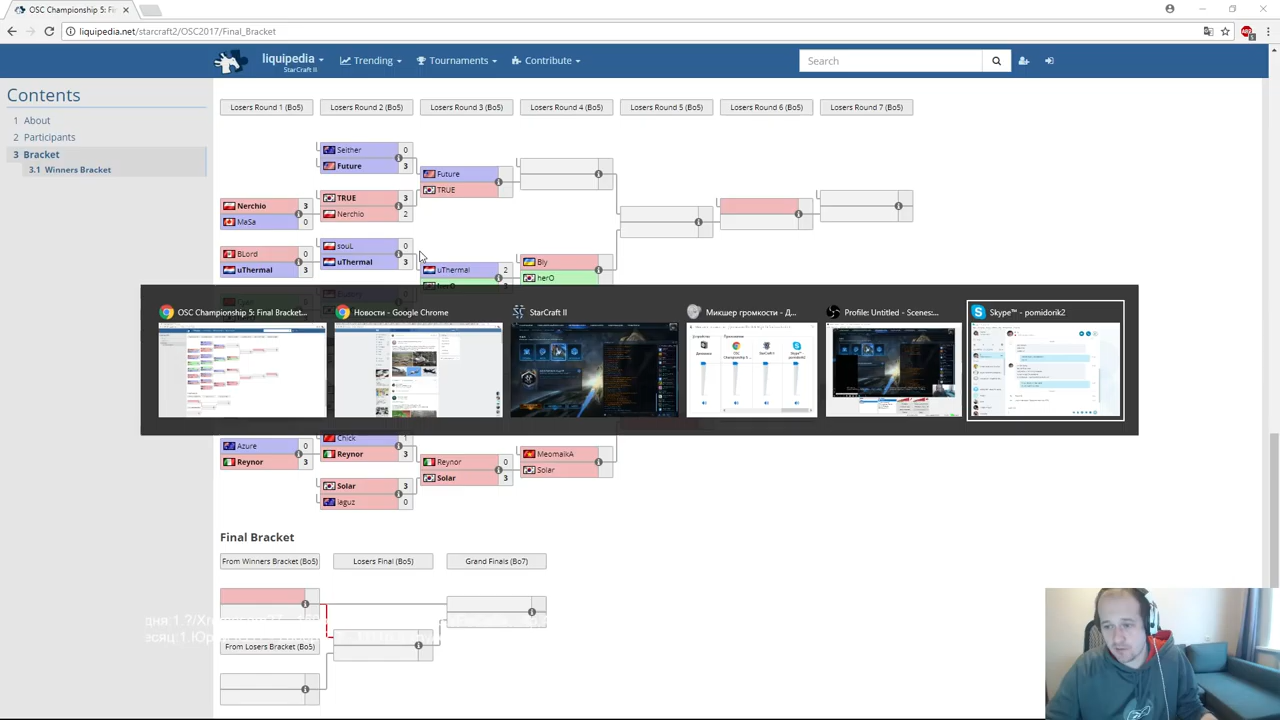 OSC Championship 5: Fi
liquipedia.net/starcraft2/OSC2017/Final_Bracket
liquipedia
StarCraft II
Trending
Tournaments
Contribute
Search
Contents
1 About
2 Participants
3 Bracket
3.1 Winners Bracket
Losers Round 1 (Bo5)
Losers Round 2 (Bo5)
Losers Round 3 (Bo5)
Losers Round 4 (Bo5)
Losers Round 5 (Bo5)
Losers Round 6 (Bo5)
Losers Round 7 (Bo5)
Seither 0
Future 3
Future
TRUE
TRUE 3
Nerchio 2
Nerchio 3
MaSa 0
souL 0
uThermal 3
BLord 0
uThermal 3
uThermal 2
herO 3
Bly
herO
OSC Championship 5: Final Bracket...
Новости - Google Chrome
StarCraft II
Микшер громкости - Д...
Profile: Untitled - Scenes:...
Skype™ - pomidorik2
Azure 0
Reynor 3
Chick 1
Reynor 3
Reynor 0
Solar 3
MeomaikA
Solar
Solar 3
iaguz 0
Final Bracket
From Winners Bracket (Bo5)
Losers Final (Bo5)
Grand Finals (Bo7)
From Losers Bracket (Bo5)